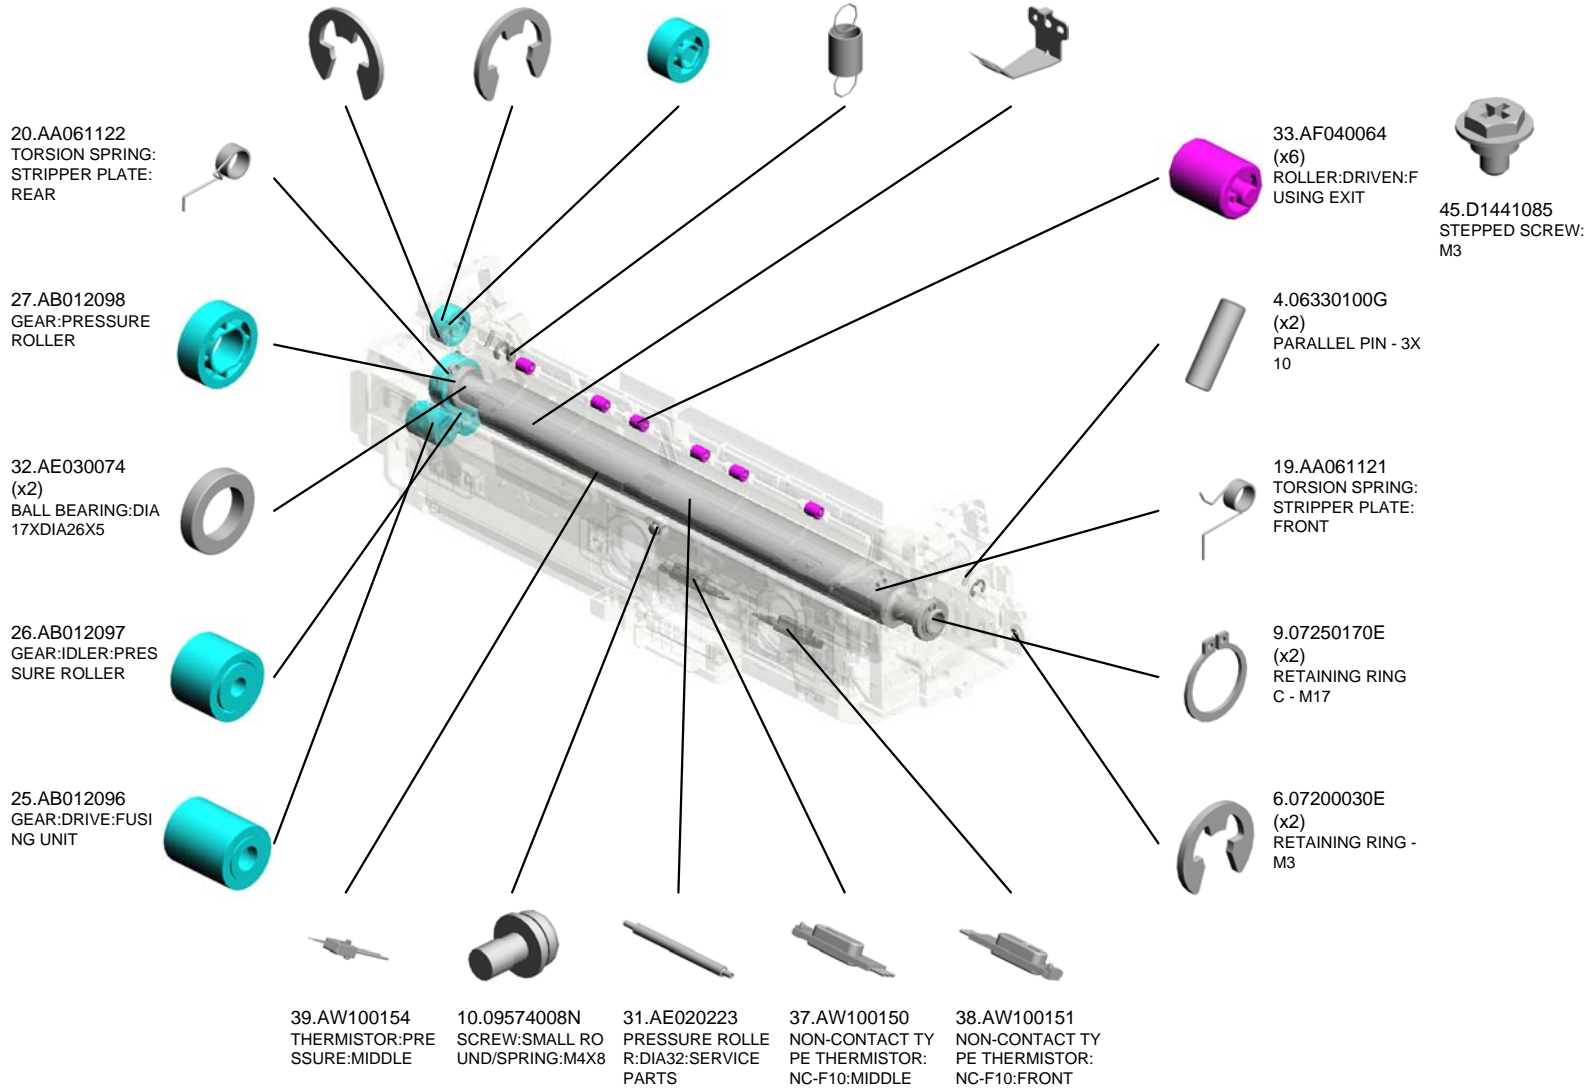 20.AA061122
TORSION SPRING:
STRIPPER PLATE:
REAR
27.AB012098
GEAR:PRESSURE
ROLLER
32.AE030074
(x2)
BALL BEARING:DIA
17XDIA26X5
26.AB012097
GEAR:IDLER:PRES
SURE ROLLER
25.AB012096
GEAR:DRIVE:FUSI
NG UNIT
33.AF040064
(x6)
ROLLER:DRIVEN:F
USING EXIT
45.D1441085
STEPPED SCREW:
M3
4.06330100G
(x2)
PARALLEL PIN - 3X
10
19.AA061121
TORSION SPRING:
STRIPPER PLATE:
FRONT
9.07250170E
(x2)
RETAINING RING
C - M17
6.07200030E
(x2)
RETAINING RING -
M3
39.AW100154
THERMISTOR:PRE
SSURE:MIDDLE
10.09574008N
SCREW:SMALL RO
UND/SPRING:M4X8
31.AE020223
PRESSURE ROLLE
R:DIA32:SERVICE
PARTS
37.AW100150
NON-CONTACT TY
PE THERMISTOR:
NC-F10:MIDDLE
38.AW100151
NON-CONTACT TY
PE THERMISTOR:
NC-F10:FRONT